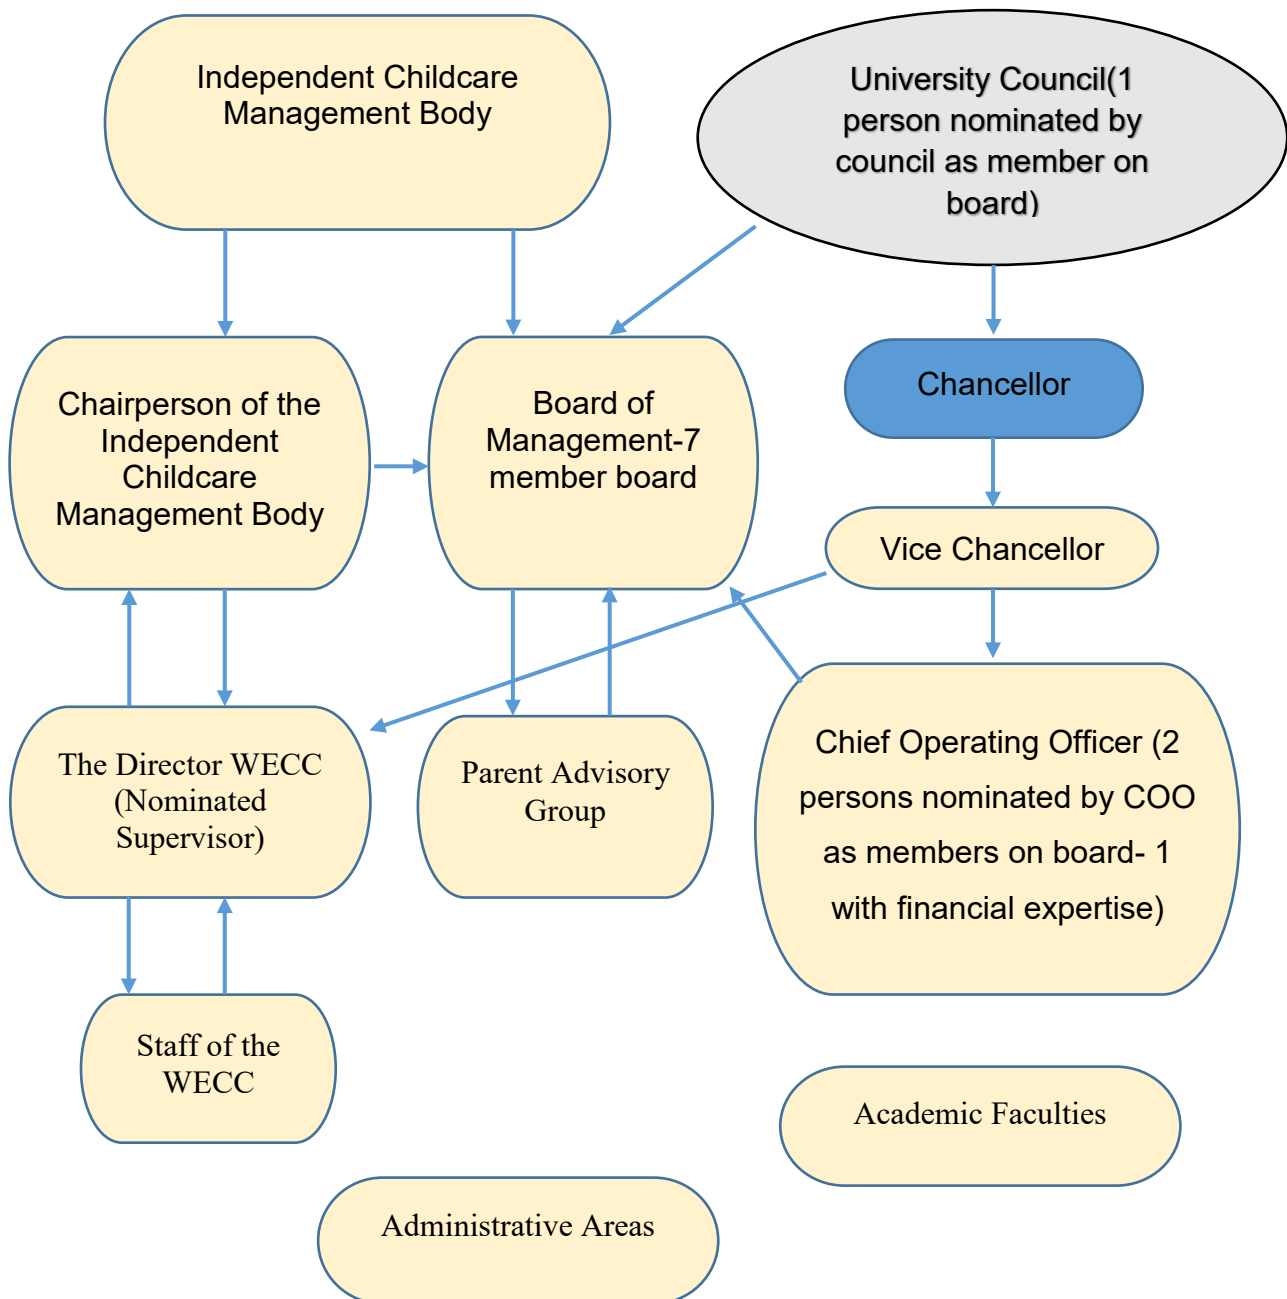 Independent Childcare
Management Body
University Council(1
person nominated by
council as member on
board)
Chairperson of the
Independent
Childcare
Management Body
Board of
Management-7
member board
Chancellor
Vice Chancellor
The Director WECC
(Nominated
Supervisor)
Parent Advisory
Group
Chief Operating Officer (2
persons nominated by COO
as members on board- 1
with financial expertise)
Staff of the
WECC
Academic Faculties
Administrative Areas